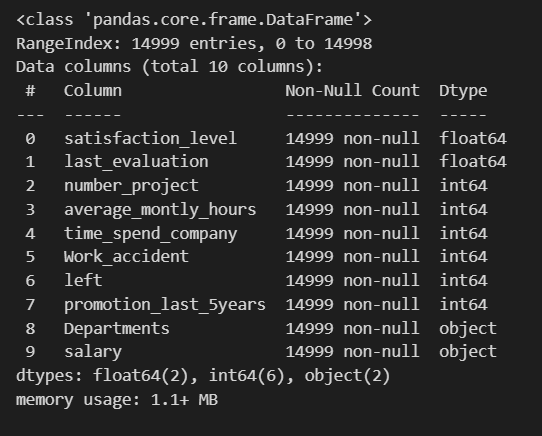 <class 'pandas.core.frame.DataFrame'>
RangeIndex: 14999 entries, 0 to 14998
Data columns (total 10 columns):
 #   Column                 Non-Null Count  Dtype
---  ------                 --------------  -----
 0   satisfaction_level     14999 non-null  float64
 1   last_evaluation        14999 non-null  float64
 2   number_project         14999 non-null  int64
 3   average_montly_hours   14999 non-null  int64
 4   time_spend_company     14999 non-null  int64
 5   Work_accident          14999 non-null  int64
 6   left                   14999 non-null  int64
 7   promotion_last_5years  14999 non-null  int64
 8   Departments            14999 non-null  object
 9   salary                 14999 non-null  object
dtypes: float64(2), int64(6), object(2)
memory usage: 1.1+ MB